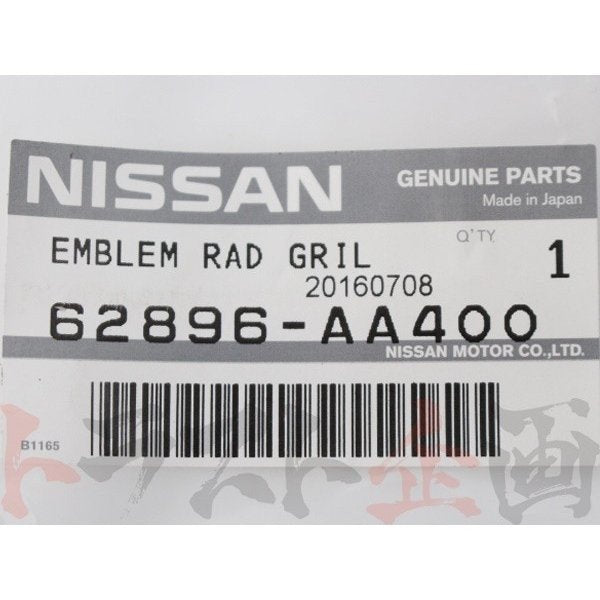 NISSAN
GENUINE PARTS
Made in Japan
EMBLEM RAD GRIL
Q'TY
1
20160708
62896-AA400
NISSAN MOTOR CO.,LTD.
B1165
トラスト企画